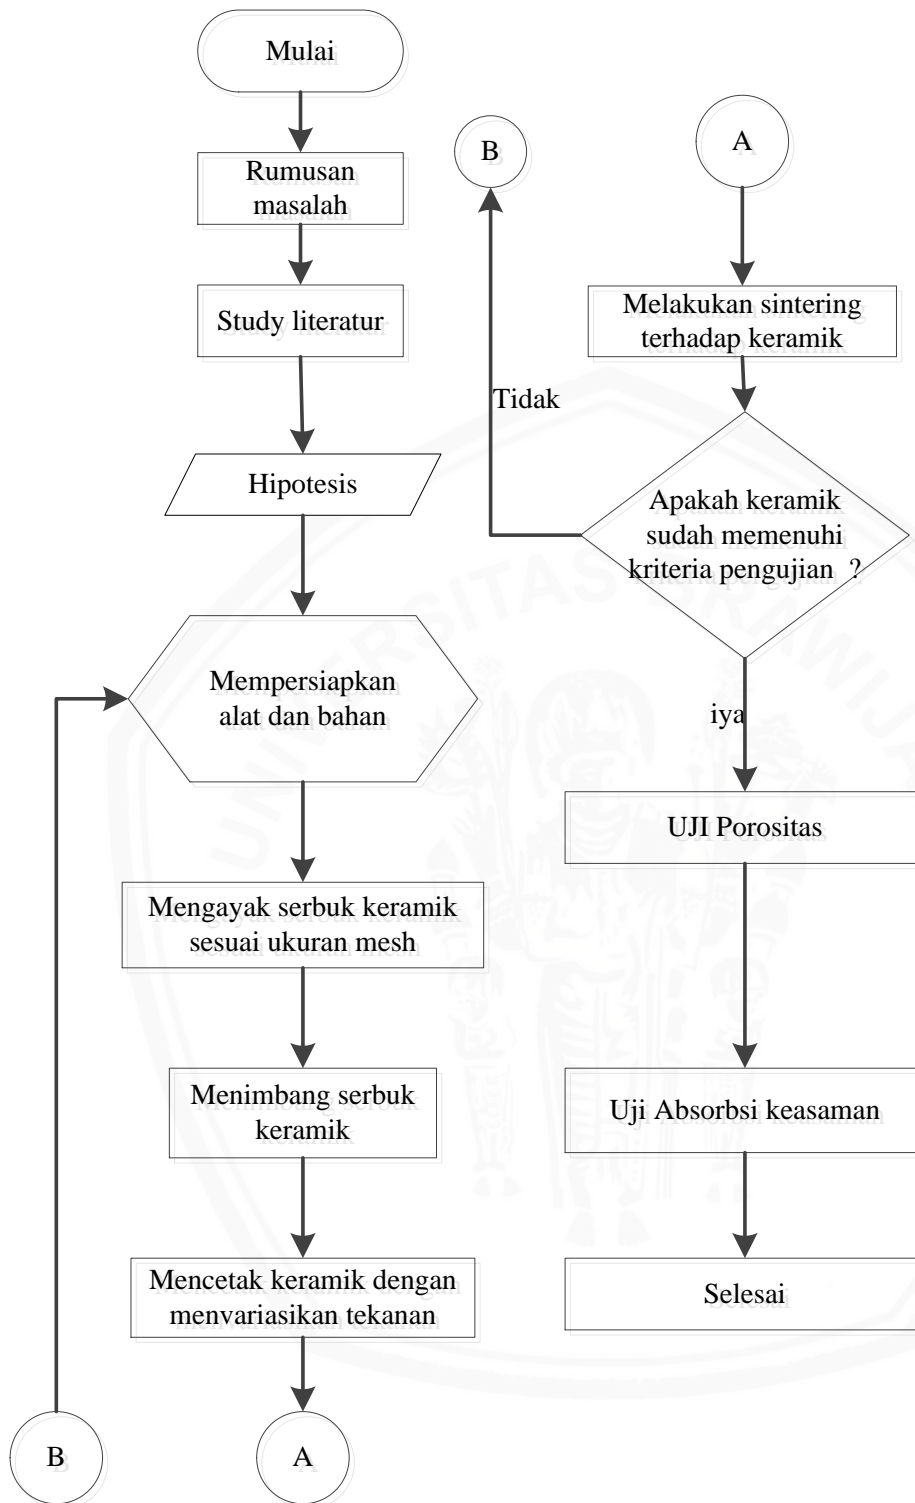 Mulai
Rumusan
masalah
Study literatur
Hipotesis
Mempersiapkan
alat dan bahan
Mengayak serbuk keramik
sesuai ukuran mesh
Menimbang serbuk
keramik
Mencetak keramik dengan
menvariasikan tekanan
B
A
B
A
Melakukan sintering
terhadap keramik
Tidak
Apakah keramik
sudah memenuhi
kriteria pengujian  ?
iya
UJI Porositas
Uji Absorbsi keasaman
Selesai
UNIVERSITAS BRAWIJA